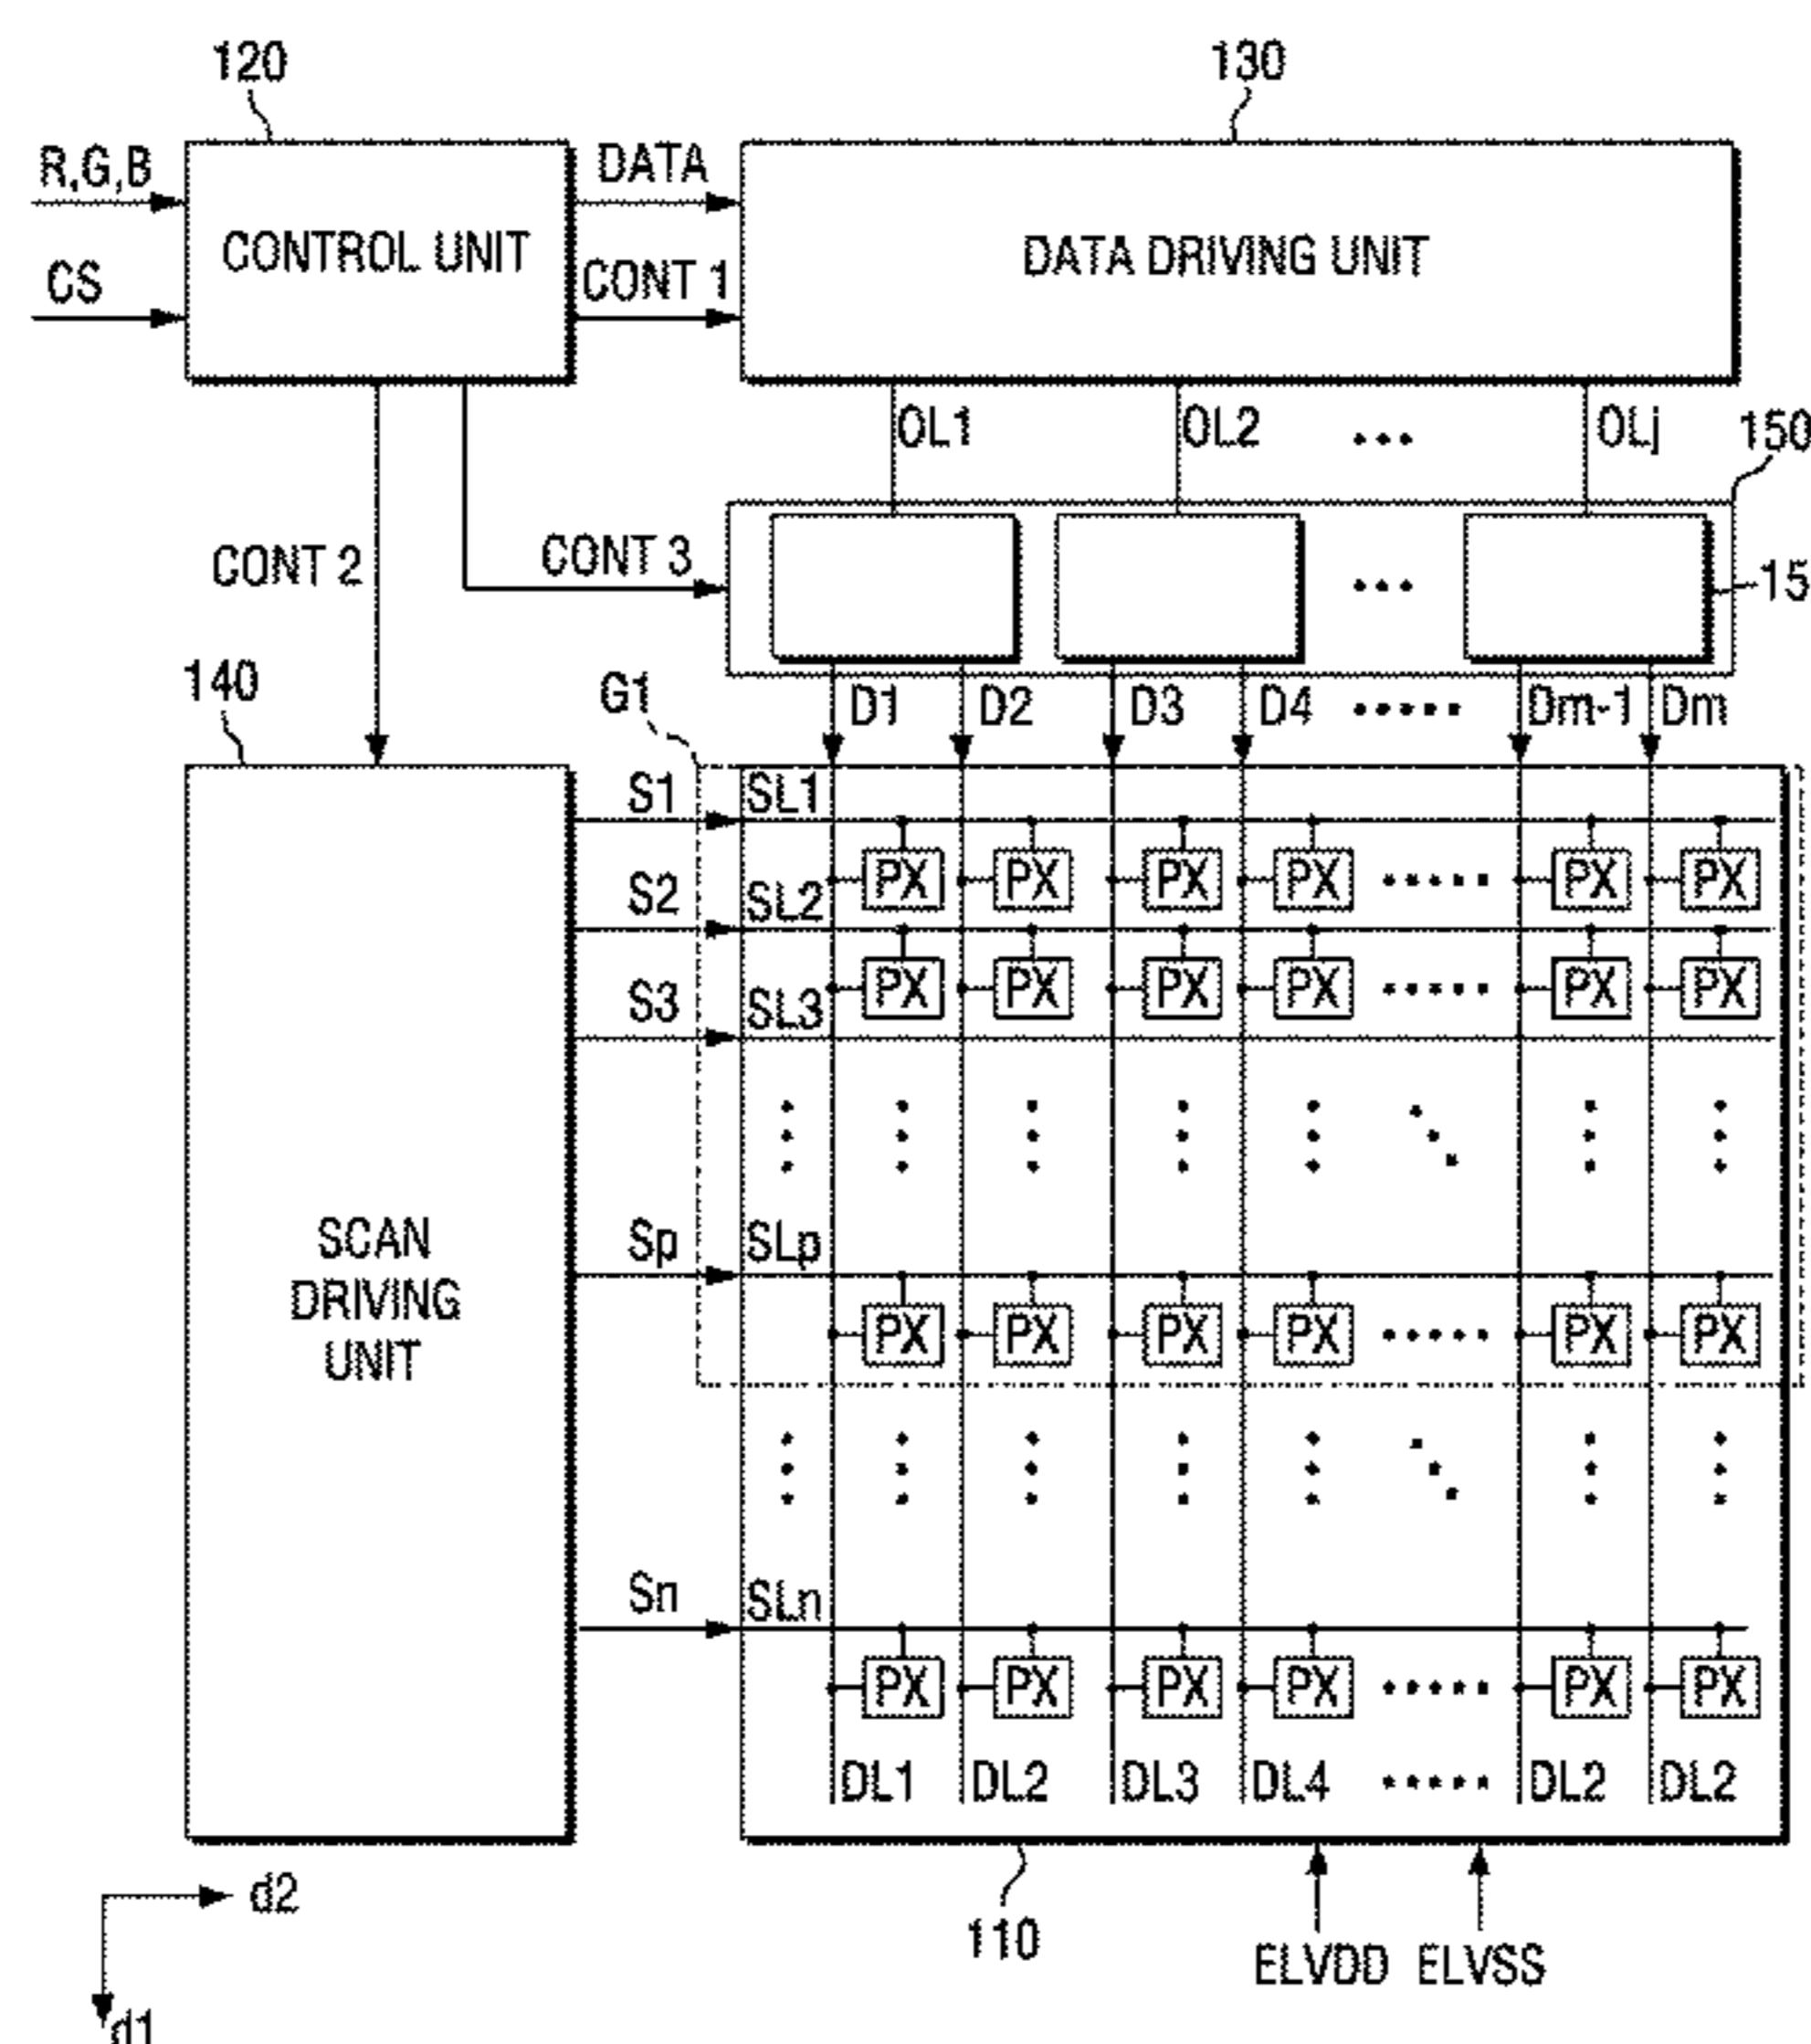 120
130
R,G,B
DATA
CONTROL UNIT
DATA DRIVING UNIT
CS
CONT 1
OL1
OL2
...
OLj
150
CONT 2
CONT 3
...
15
140
G1
D1
D2
D3
D4
.....
Dm-1
Dm
S1
SL1
PX PX PX PX ..... PX PX
S2
SL2
PX PX PX PX ..... PX PX
S3
SL3
SCAN
DRIVING
UNIT
Sp
SLp
PX PX PX PX ..... PX PX
Sn
SLn
PX PX PX PX ..... PX PX
DL1 DL2 DL3 DL4 ..... DL2 DL2
d2
110
ELVDD ELVSS
d1